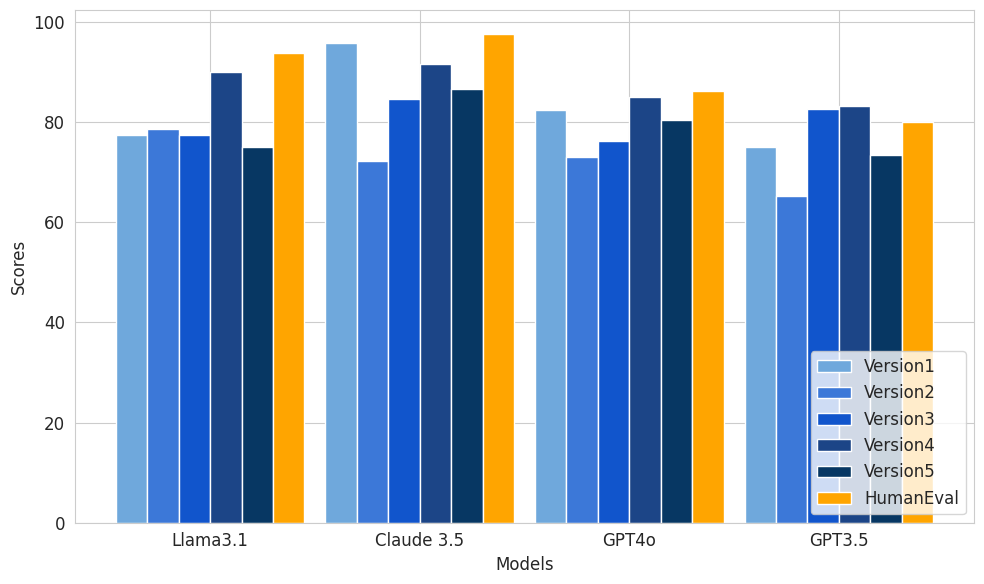 100
80
60
40
20
0
Scores
Llama3.1
Claude 3.5
GPT4o
GPT3.5
Models
Version1
Version2
Version3
Version4
Version5
HumanEval